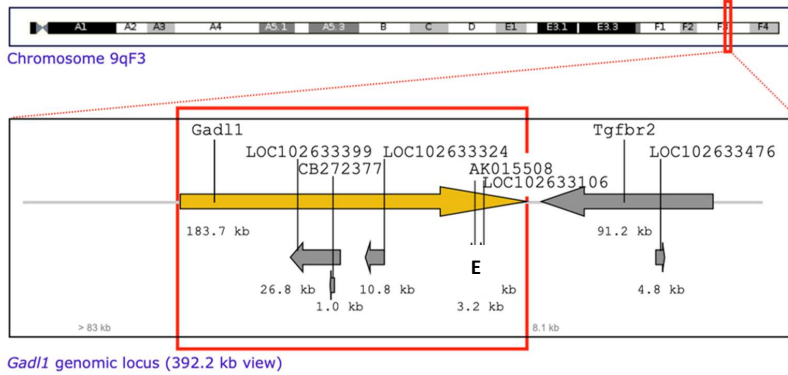 A1 A2 A3 A4 A5.1 A5.3 B C D E1 E3.1 E3.3 F1 F2 F3 F4
Chromosome 9qF3
Gadl1 Tgfbr2
LOC102633399 LOC102633324 LOC102633476
CB272377 AK015508
LOC102633106
183.7 kb 91.2 kb
E
26.8 kb 10.8 kb kb 4.8 kb
1.0 kb 3.2 kb
> 83 kb 8.1 kb
Gadl1 genomic locus (392.2 kb view)